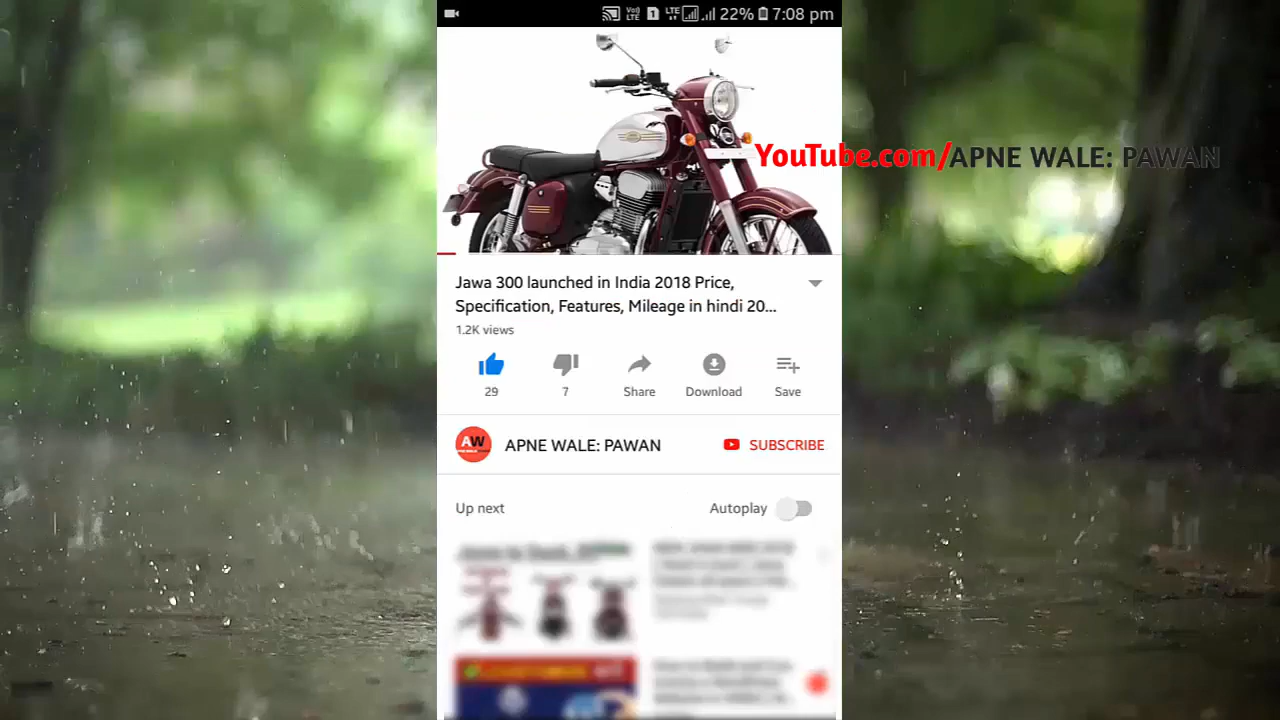 22% 7:08 pm
YouTube.com/APNE WALE: PAWAN
Jawa 300 launched in India 2018 Price,
Specification, Features, Mileage in hindi 20...
1.2K views
29
7
Share
Download
Save
AW
APNE WALE: PAWAN
SUBSCRIBE
Up next
Autoplay